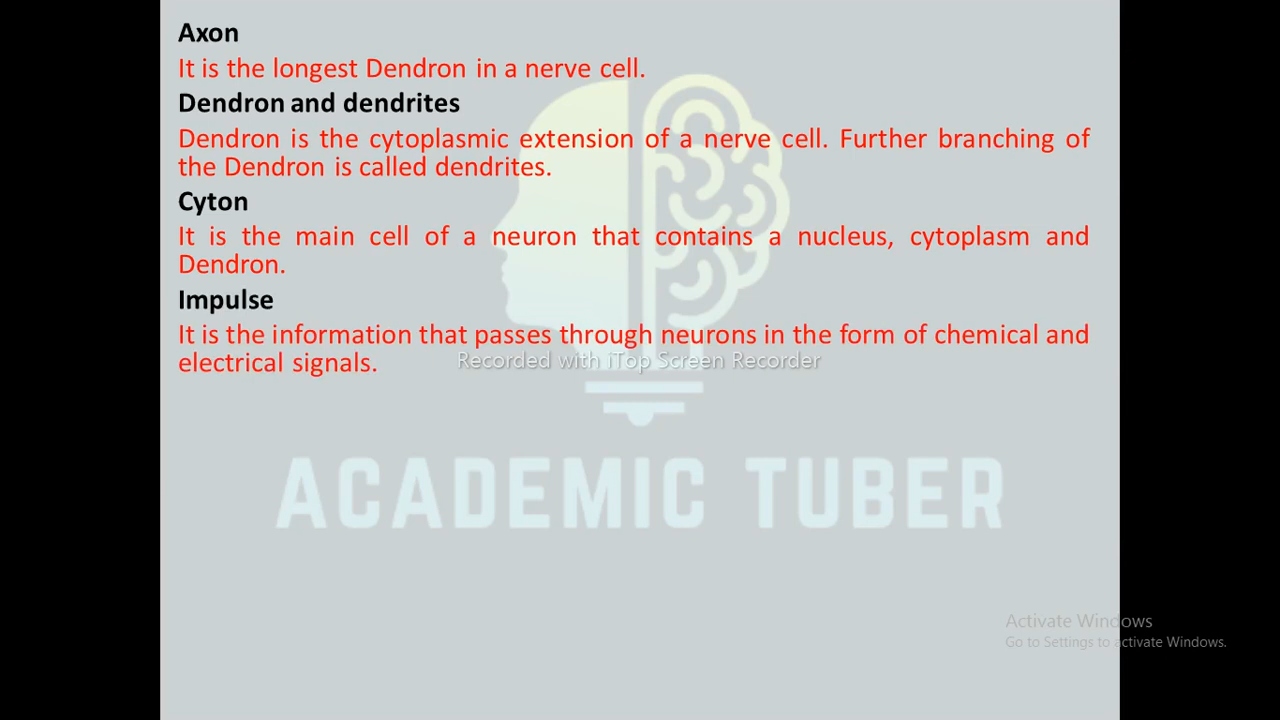 Axon
It is the longest Dendron in a nerve cell.
Dendron and dendrites
Dendron is the cytoplasmic extension of a nerve cell. Further branching of
the Dendron is called dendrites.
Cyton
It is the main cell of a neuron that contains a nucleus, cytoplasm and
Dendron.
Impulse
It is the information that passes through neurons in the form of chemical and
electrical signals.
Recorded with iTop Screen Recorder
ACADEMIC TUBER
Activate Windows
Go to Settings to activate Windows.